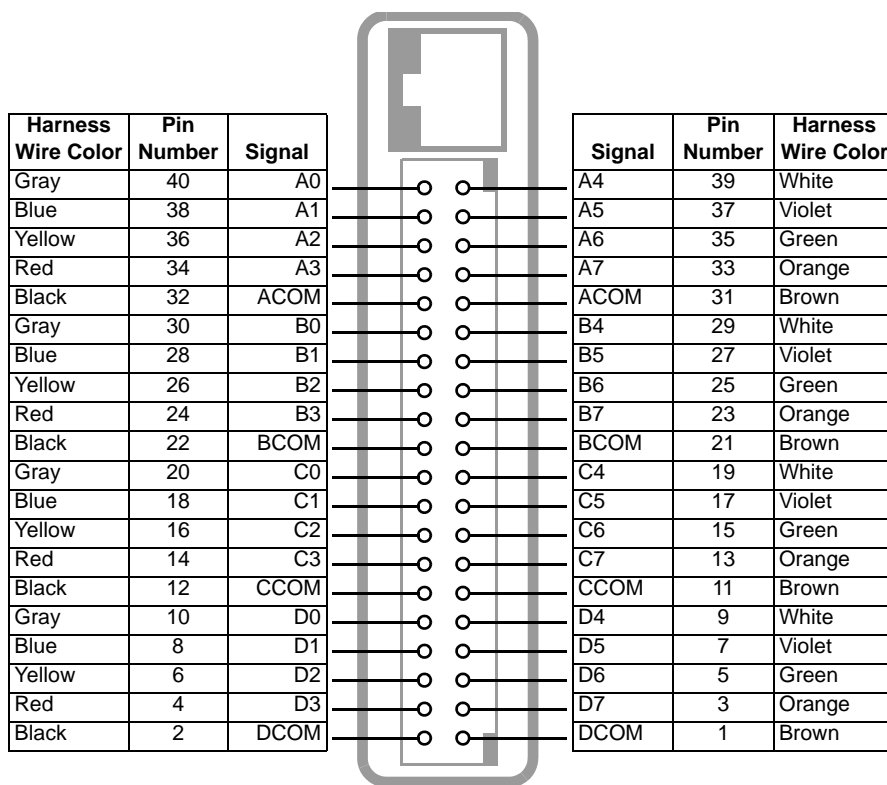 Harness Wire Color Pin Number Signal Signal Pin Number Harness Wire Color
Gray 40 A0 A4 39 White
Blue 38 A1 A5 37 Violet
Yellow 36 A2 A6 35 Green
Red 34 A3 A7 33 Orange
Black 32 ACOM ACOM 31 Brown
Gray 30 B0 B4 29 White
Blue 28 B1 B5 27 Violet
Yellow 26 B2 B6 25 Green
Red 24 B3 B7 23 Orange
Black 22 BCOM BCOM 21 Brown
Gray 20 C0 C4 19 White
Blue 18 C1 C5 17 Violet
Yellow 16 C2 C6 15 Green
Red 14 C3 C7 13 Orange
Black 12 CCOM CCOM 11 Brown
Gray 10 D0 D4 9 White
Blue 8 D1 D5 7 Violet
Yellow 6 D2 D6 5 Green
Red 4 D3 D7 3 Orange
Black 2 DCOM DCOM 1 Brown